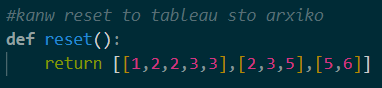 #kanw reset to tableau sto arxiko
def reset():
    return [[1,2,2,3,3],[2,3,5],[5,6]]